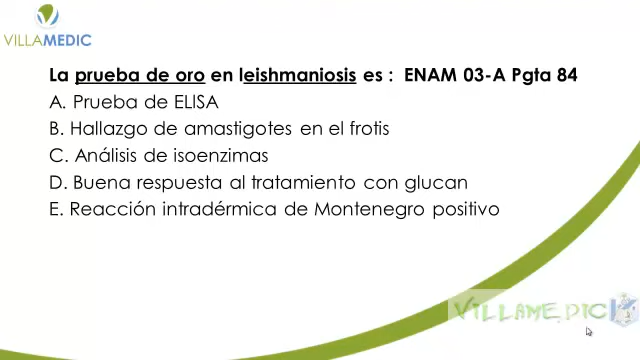 VILLAMEDIC
La prueba de oro en leishmaniosis es : ENAM 03-A Pgta 84
A. Prueba de ELISA
B. Hallazgo de amastigotes en el frotis
C. Análisis de isoenzimas
D. Buena respuesta al tratamiento con glucan
E. Reacción intradérmica de Montenegro positivo
VILLAMEDIC